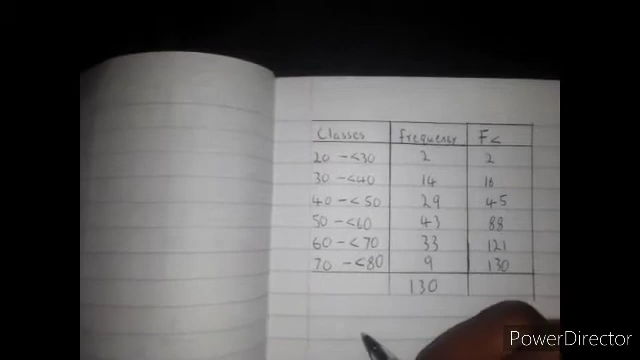 Classes Frequency F<
20 - <30 2 2
30 - <40 14 16
40 - <50 29 45
50 - <60 43 88
60 - <70 33 121
70 - <80 9 130
130
PowerDirector